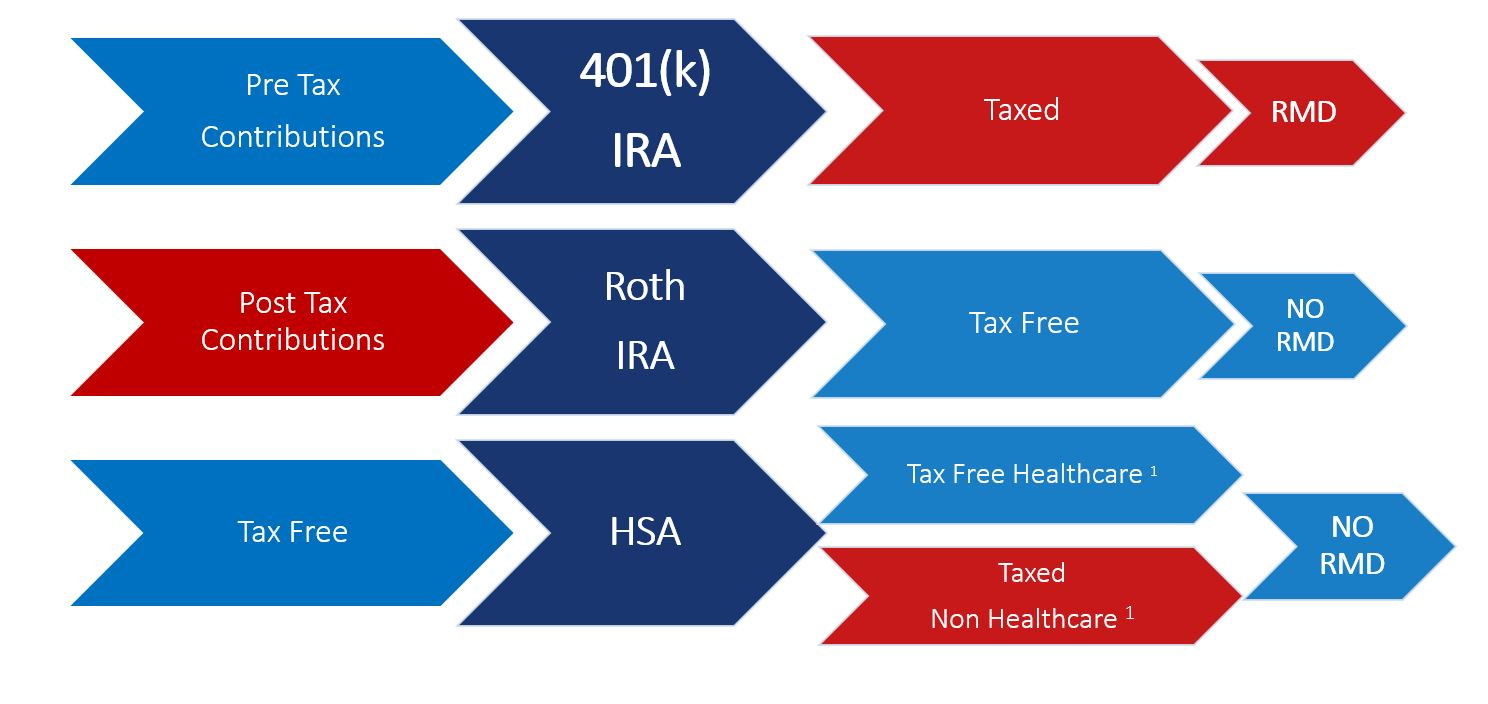 Pre Tax
Contributions
401(k)
IRA
Taxed
RMD
Post Tax
Contributions
Roth
IRA
Tax Free
NO
RMD
Tax Free
HSA
Tax Free Healthcare ¹
Taxed
Non Healthcare ¹
NO
RMD